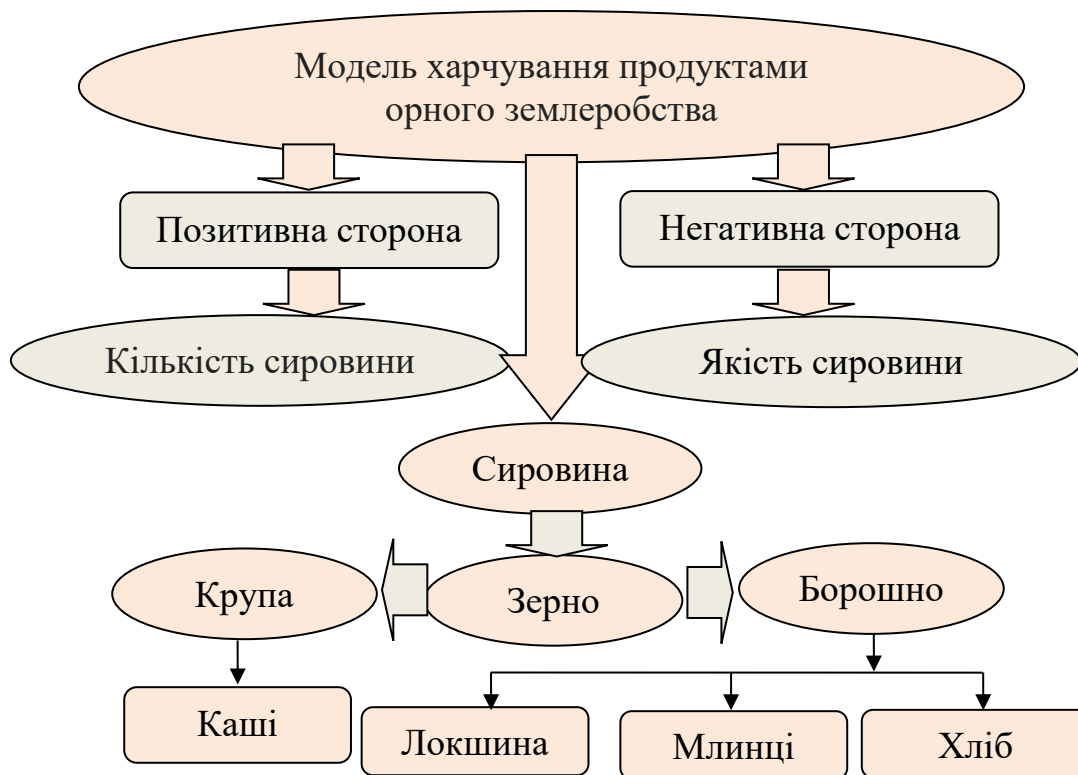 Модель харчування продуктами
орного землеробства
Позитивна сторона
Негативна сторона
Кількість сировини
Якість сировини
Сировина
Крупа
Зерно
Борошно
Каші
Локшина
Млинці
Хліб